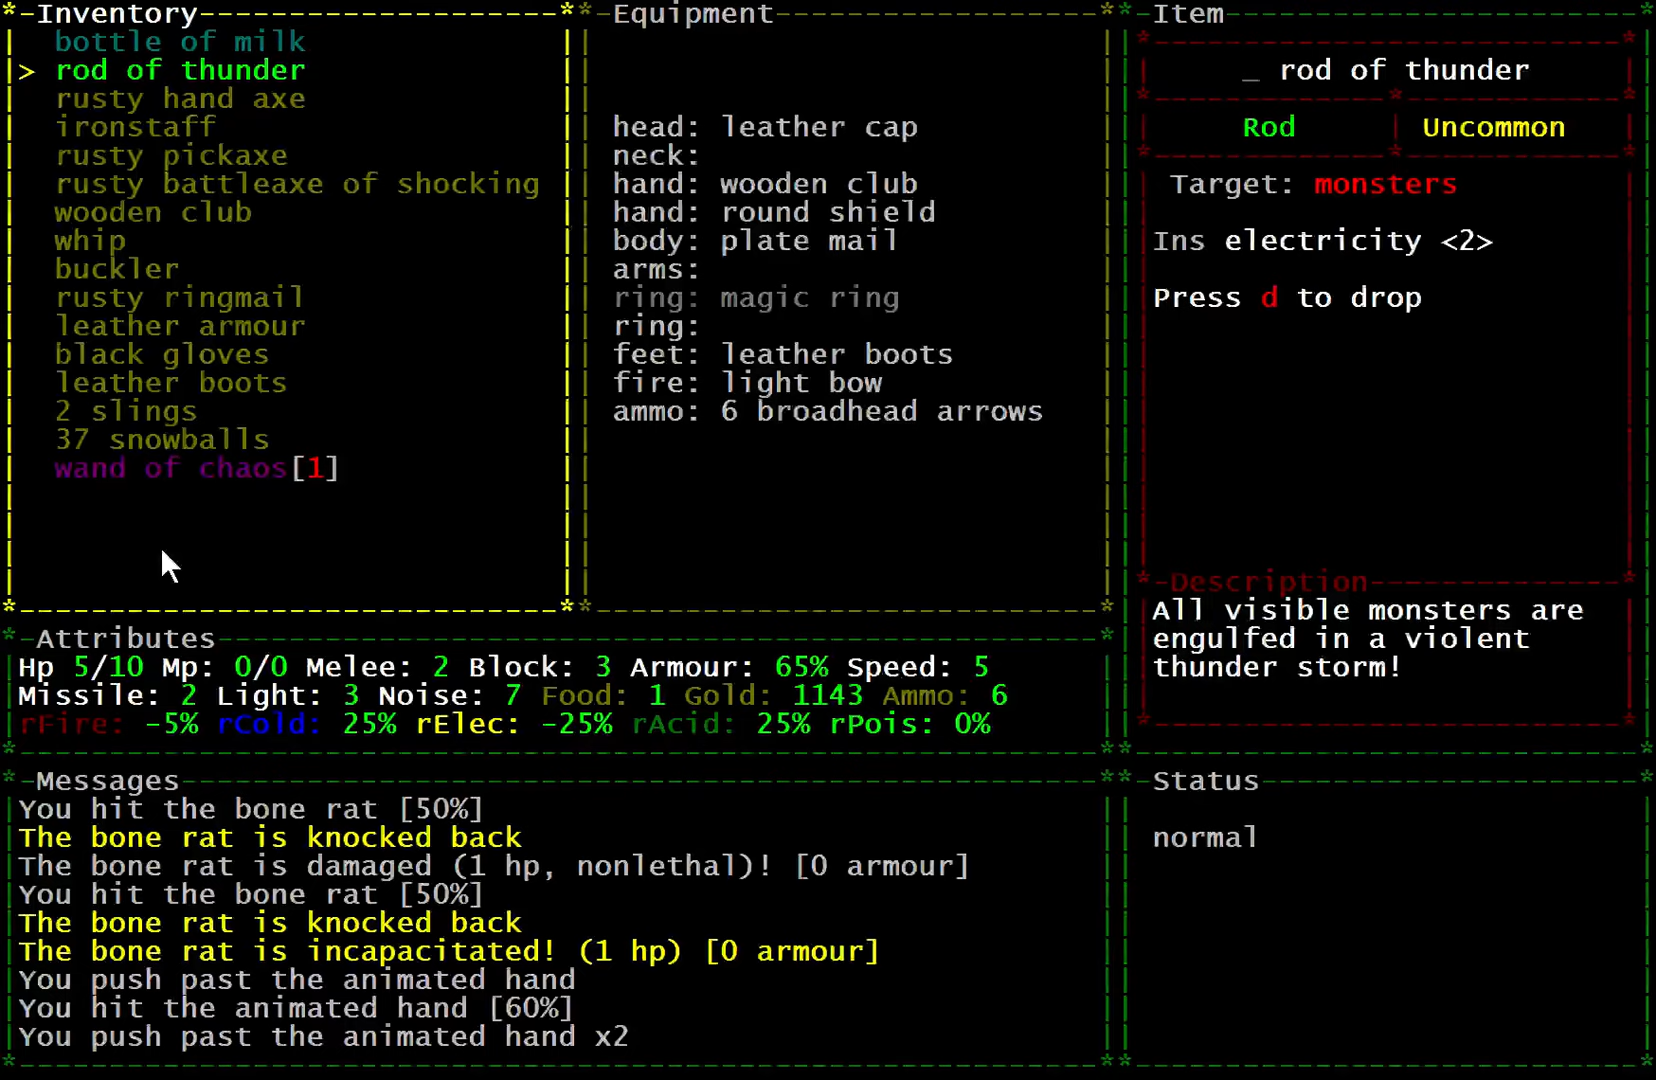 Inventory
bottle of milk
> rod of thunder
rusty hand axe
ironstaff
rusty pickaxe
rusty battleaxe of shocking
wooden club
whip
buckler
rusty ringmail
leather armour
black gloves
leather boots
2 slings
37 snowballs
wand of chaos[1]
Equipment
head: leather cap
neck:
hand: wooden club
hand: round shield
body: plate mail
arms:
ring: magic ring
ring:
feet: leather boots
fire: light bow
ammo: 6 broadhead arrows
Item
_ rod of thunder
Rod Uncommon
Target: monsters
Ins electricity <2>
Press d to drop
Description
All visible monsters are
engulfed in a violent
thunder storm!
Attributes
Hp 5/10 Mp: 0/0 Melee: 2 Block: 3 Armour: 65% Speed: 5
Missile: 2 Light: 3 Noise: 7 Food: 1 Gold: 1143 Ammo: 6
rFire: -5% rCold: 25% rElec: -25% rAcid: 25% rPois: 0%
Messages
You hit the bone rat [50%]
The bone rat is knocked back
The bone rat is damaged (1 hp, nonlethal)! [0 armour]
You hit the bone rat [50%]
The bone rat is knocked back
The bone rat is incapacitated! (1 hp) [0 armour]
You push past the animated hand
You hit the animated hand [60%]
You push past the animated hand x2
Status
normal